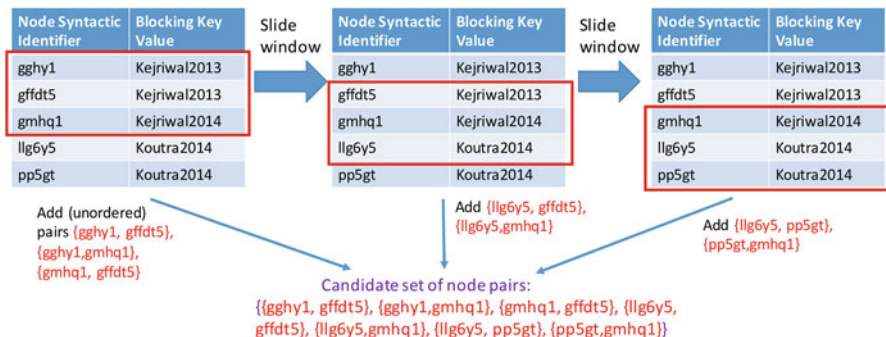 Node Syntactic Identifier Blocking Key Value
gghy1 Kejriwal2013
gffdt5 Kejriwal2013
gmhq1 Kejriwal2014
llg6y5 Koutra2014
pp5gt Koutra2014
Slide
window
Node Syntactic Identifier Blocking Key Value
gghy1 Kejriwal2013
gffdt5 Kejriwal2013
gmhq1 Kejriwal2014
llg6y5 Koutra2014
pp5gt Koutra2014
Slide
window
Node Syntactic Identifier Blocking Key Value
gghy1 Kejriwal2013
gffdt5 Kejriwal2013
gmhq1 Kejriwal2014
llg6y5 Koutra2014
pp5gt Koutra2014
Add (unordered)
pairs {gghy1, gffdt5},
{gghy1,gmhq1},
{gmhq1, gffdt5}
Add {llg6y5, gffdt5},
{llg6y5,gmhq1}
Add {llg6y5, pp5gt},
{pp5gt,gmhq1}
Candidate set of node pairs:
{{gghy1, gffdt5}, {gghy1,gmhq1}, {gmhq1, gffdt5}, {llg6y5,
gffdt5}, {llg6y5,gmhq1}, {llg6y5, pp5gt}, {pp5gt,gmhq1}}